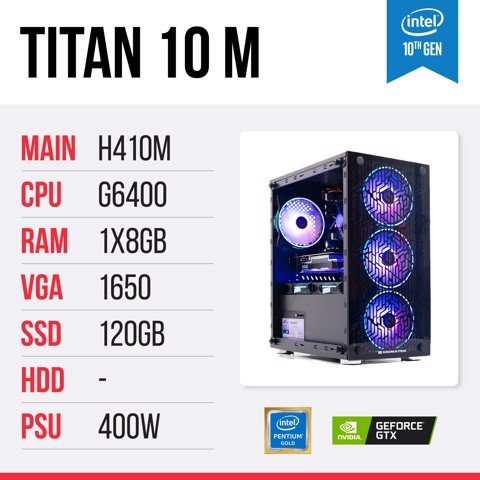 TITAN 10 M
intel
10TH GEN
MAIN H410M
CPU G6400
RAM 1X8GB
VGA 1650
SSD 120GB
HDD -
PSU 400W
XIGMATEK
intel
PENTIUM
GOLD
NVIDIA.
GEFORCE
GTX